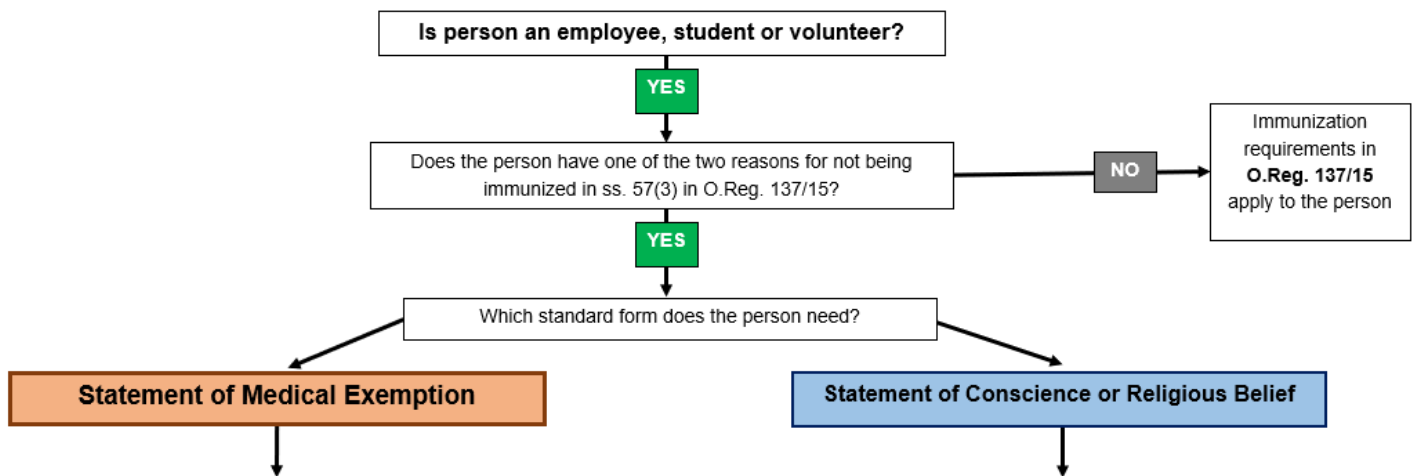 Is person an employee, student or volunteer?
YES
Does the person have one of the two reasons for not being
immunized in ss. 57(3) in O.Reg. 137/15?
NO
Immunization
requirements in
O.Reg. 137/15
apply to the person
YES
Which standard form does the person need?
Statement of Medical Exemption
Statement of Conscience or Religious Belief